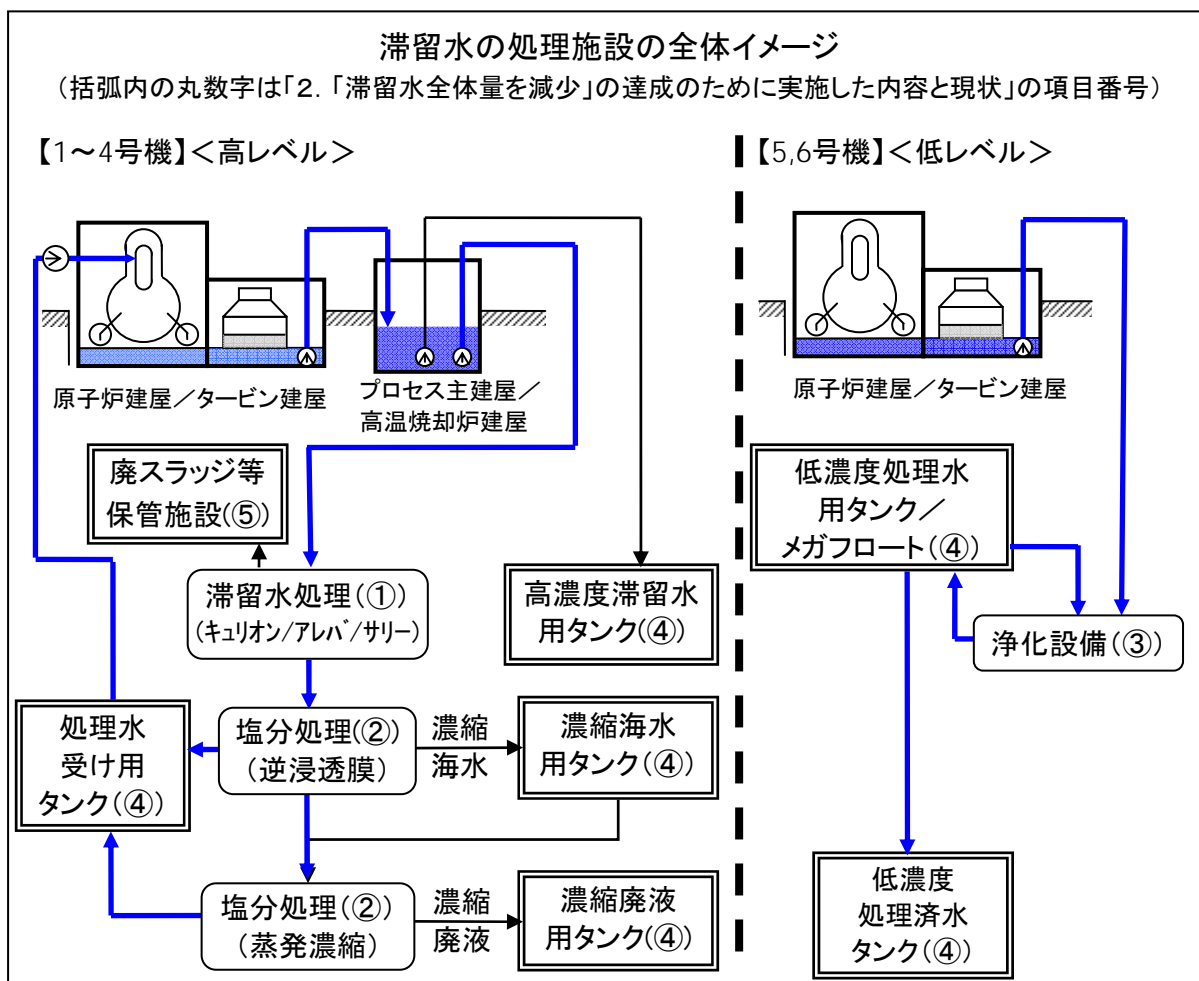 滞留水の処理施設の全体イメージ
（括弧内の丸数字は「２．「滞留水全体量を減少」の達成のために実施した内容と現状」の項目番号）
【1～4号機】＜高レベル＞
原子炉建屋／タービン建屋
プロセス主建屋／
高温焼却炉建屋
廃スラッジ等
保管施設(⑤)
滞留水処理(①)
(ｷｭﾘｵﾝ/ｱﾚﾊﾞ/ｻﾘｰ)
高濃度滞留水
用タンク(④)
処理水
受け用
タンク(④)
塩分処理(②)
(逆浸透膜)
濃縮
海水
濃縮海水
用タンク(④)
塩分処理(②)
(蒸発濃縮)
濃縮
廃液
濃縮廃液
用タンク(④)
【5,6号機】＜低レベル＞
原子炉建屋／タービン建屋
低濃度処理水
用タンク／
メガフロート(④)
浄化設備(③)
低濃度
処理済水
タンク(④)